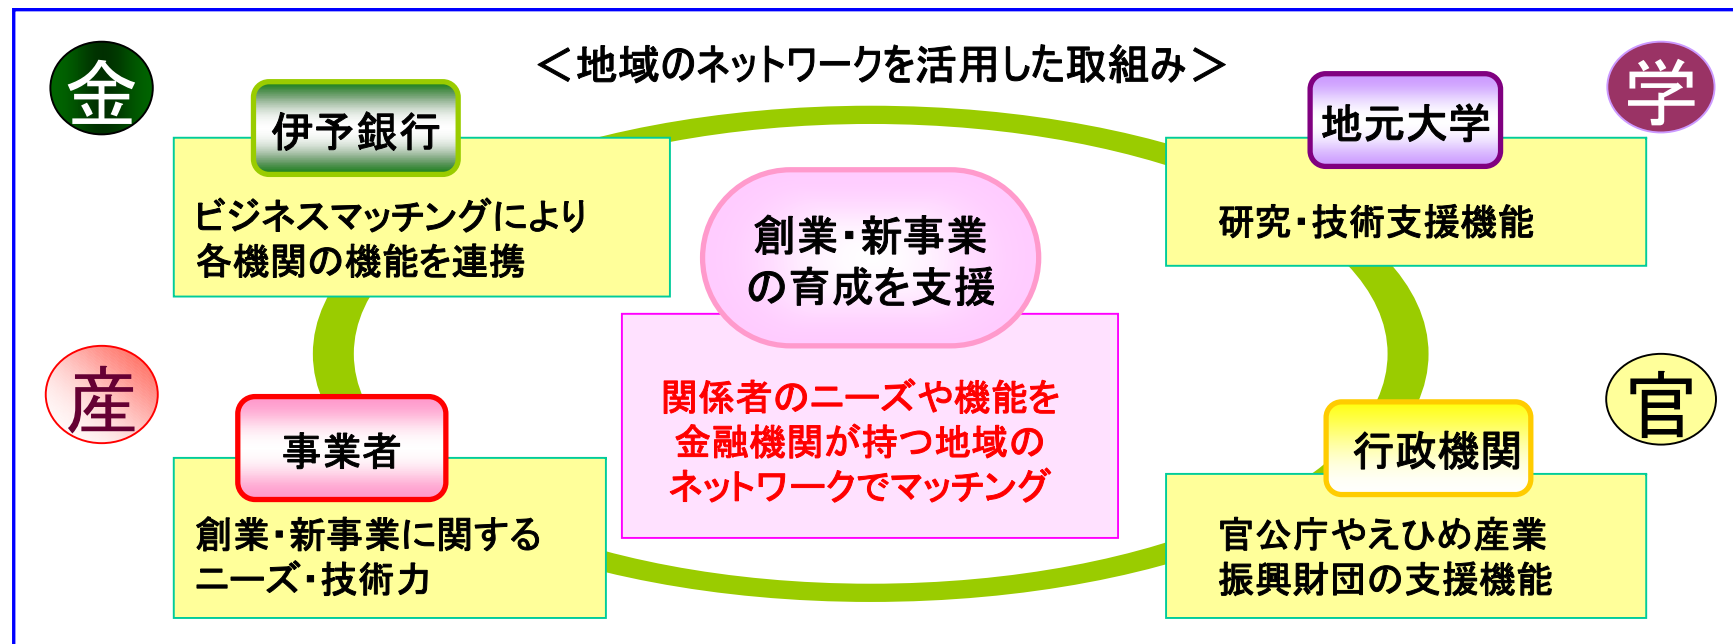 ＜地域のネットワークを活用した取組み＞
金
伊予銀行
ビジネスマッチングにより
各機関の機能を連携
学
地元大学
研究・技術支援機能
創業・新事業
の育成を支援
関係者のニーズや機能を
金融機関が持つ地域の
ネットワークでマッチング
産
事業者
創業・新事業に関する
ニーズ・技術力
官
行政機関
官公庁やえひめ産業
振興財団の支援機能